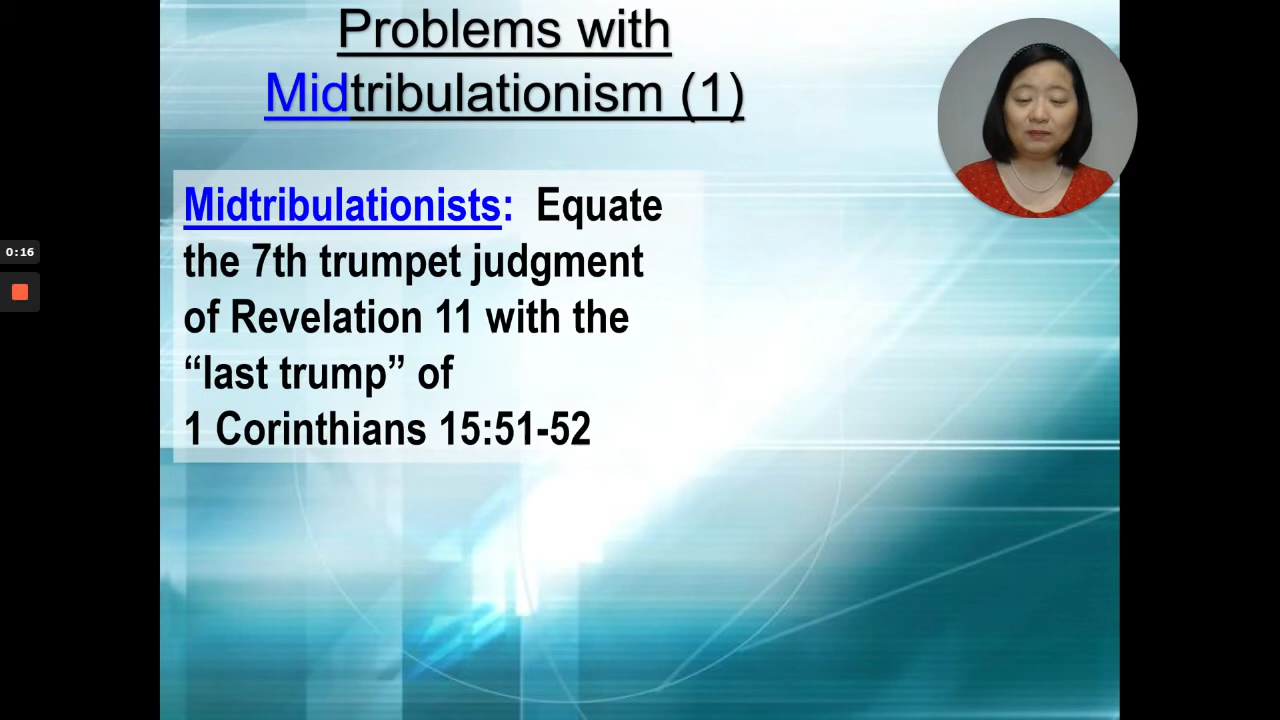 Problems with
Midtribulationism (1)
Midtribulationists: Equate
the 7th trumpet judgment
of Revelation 11 with the
“last trump” of
1 Corinthians 15:51-52
0:16